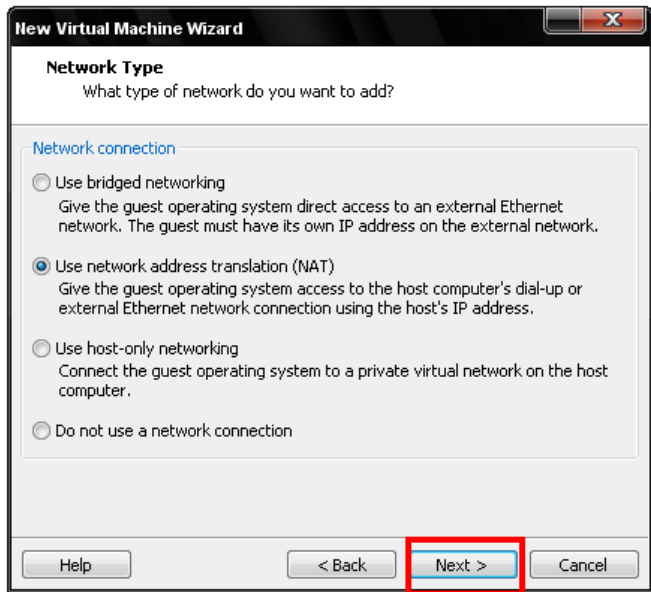 New Virtual Machine Wizard
Network Type
What type of network do you want to add?
Network connection
Use bridged networking
Give the guest operating system direct access to an external Ethernet
network. The guest must have its own IP address on the external network.
Use network address translation (NAT)
Give the guest operating system access to the host computer's dial-up or
external Ethernet network connection using the host's IP address.
Use host-only networking
Connect the guest operating system to a private virtual network on the host
computer.
Do not use a network connection
Help < Back Next > Cancel